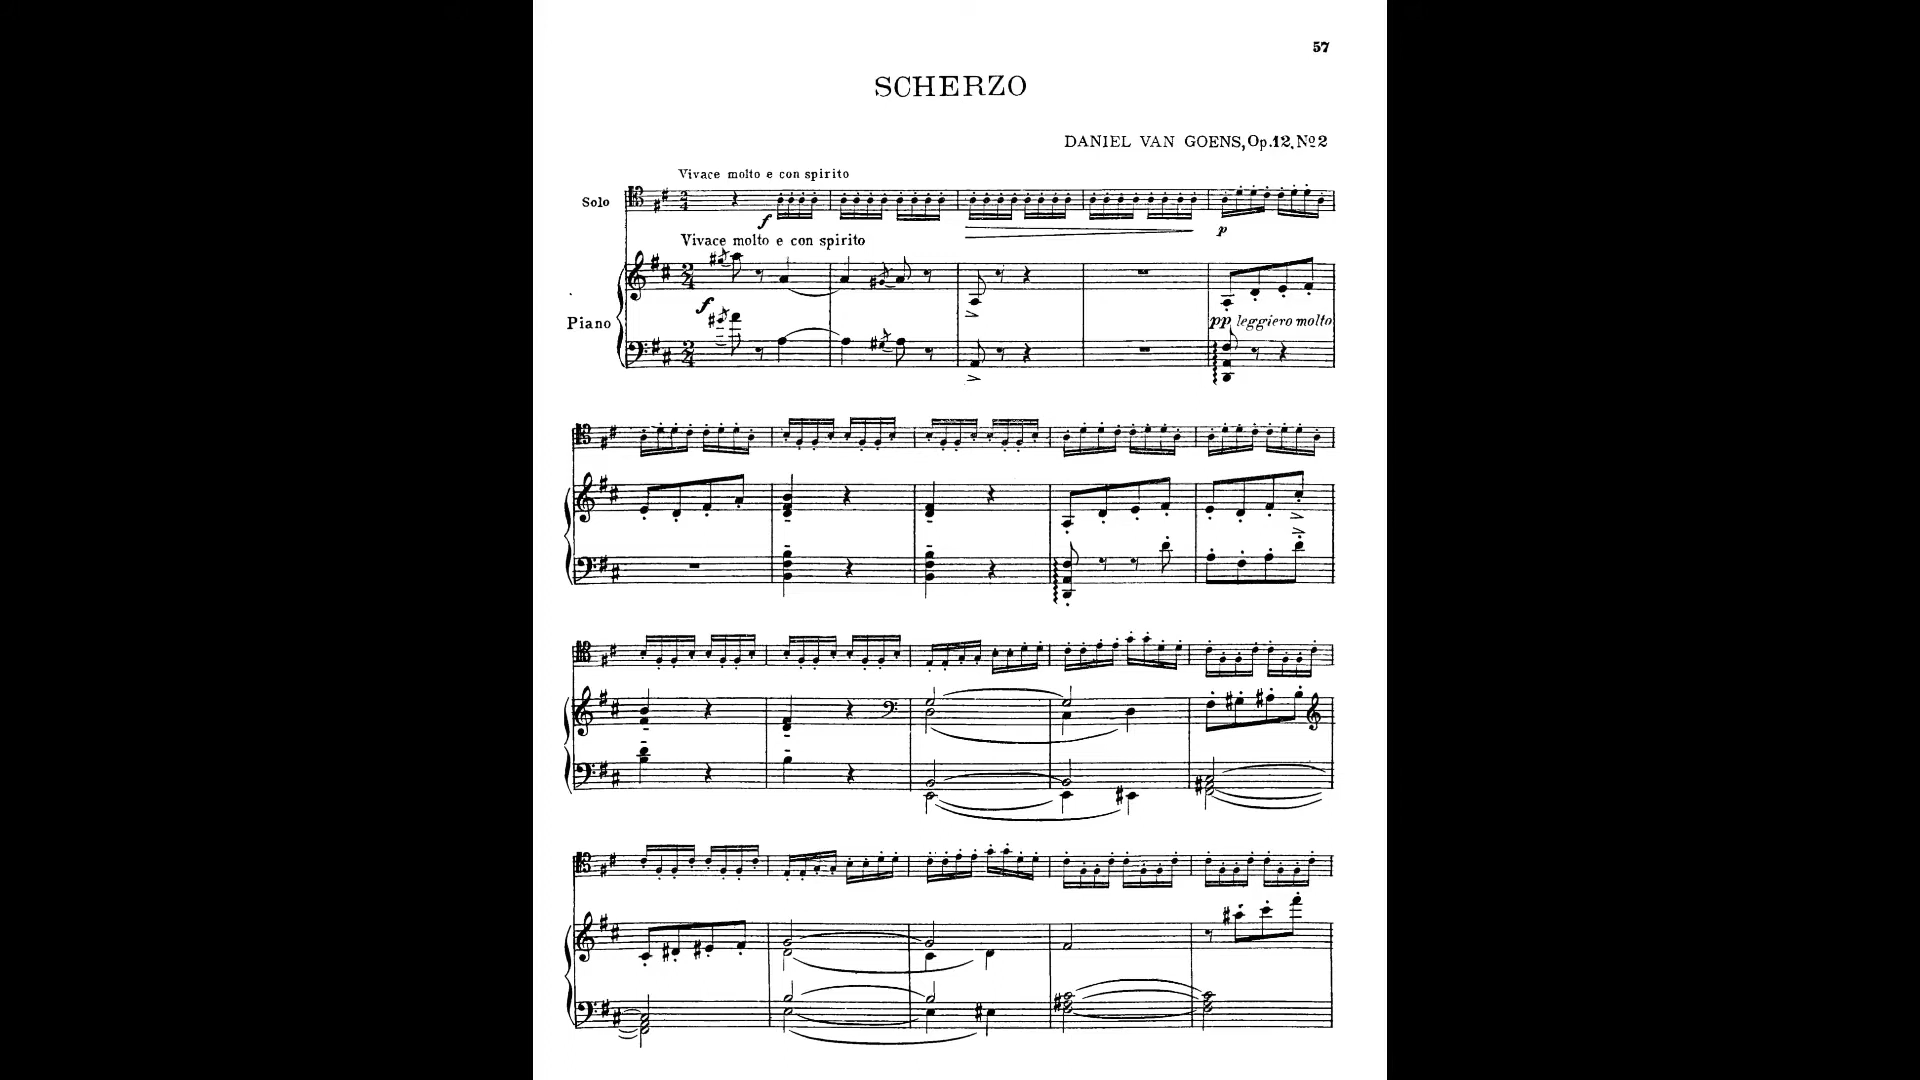 57
SCHERZO
DANIEL VAN GOENS, Op.12, Nº2
Vivace molto e con spirito
Solo
f
p
Vivace molto e con spirito
f
Piano
pp leggiero molto